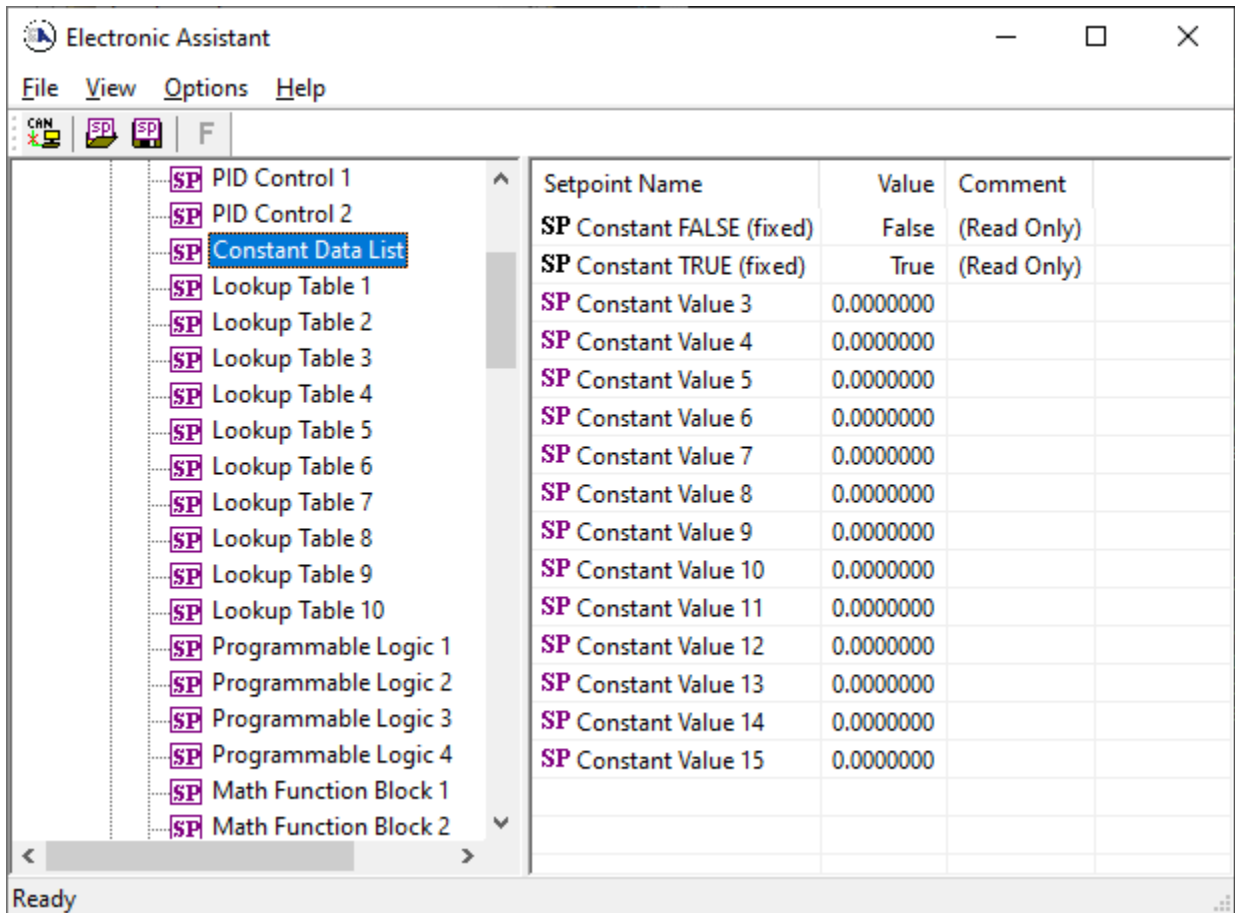 Electronic Assistant
File View Options Help
CAN SP SP F
SP PID Control 1
SP PID Control 2
SP Constant Data List
SP Lookup Table 1
SP Lookup Table 2
SP Lookup Table 3
SP Lookup Table 4
SP Lookup Table 5
SP Lookup Table 6
SP Lookup Table 7
SP Lookup Table 8
SP Lookup Table 9
SP Lookup Table 10
SP Programmable Logic 1
SP Programmable Logic 2
SP Programmable Logic 3
SP Programmable Logic 4
SP Math Function Block 1
SP Math Function Block 2
Setpoint Name Value Comment
SP Constant FALSE (fixed) False (Read Only)
SP Constant TRUE (fixed) True (Read Only)
SP Constant Value 3 0.0000000
SP Constant Value 4 0.0000000
SP Constant Value 5 0.0000000
SP Constant Value 6 0.0000000
SP Constant Value 7 0.0000000
SP Constant Value 8 0.0000000
SP Constant Value 9 0.0000000
SP Constant Value 10 0.0000000
SP Constant Value 11 0.0000000
SP Constant Value 12 0.0000000
SP Constant Value 13 0.0000000
SP Constant Value 14 0.0000000
SP Constant Value 15 0.0000000
Ready